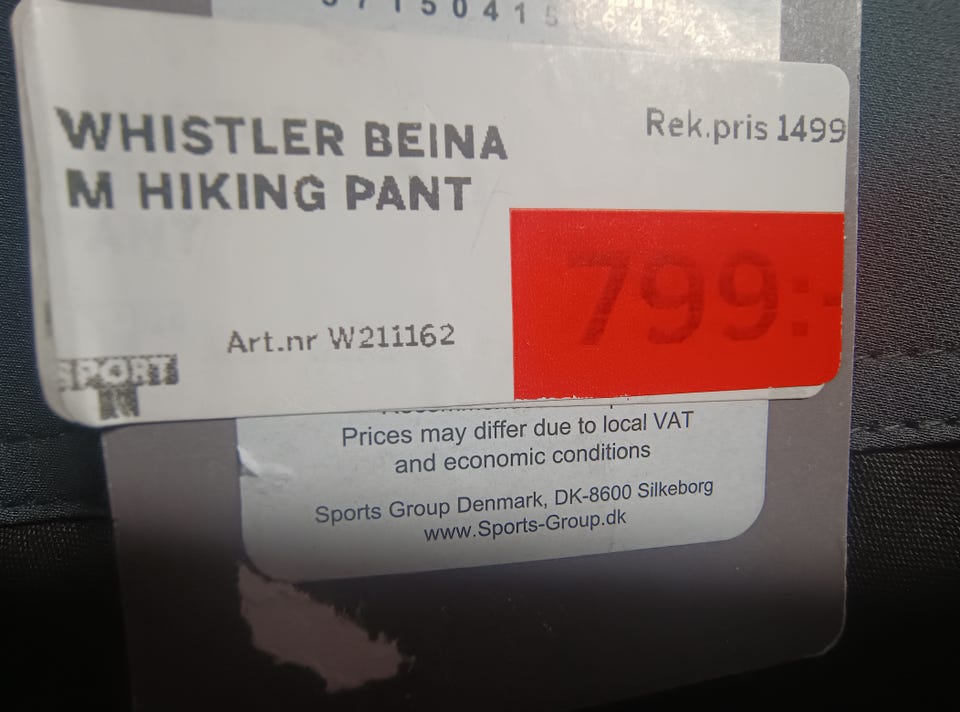 WHISTLER BEINA
M HIKING PANT
Rek.pris 1499
799:-
Art.nr W211162
SPORT
Prices may differ due to local VAT
and economic conditions
Sports Group Denmark, DK-8600 Silkeborg
www.Sports-Group.dk